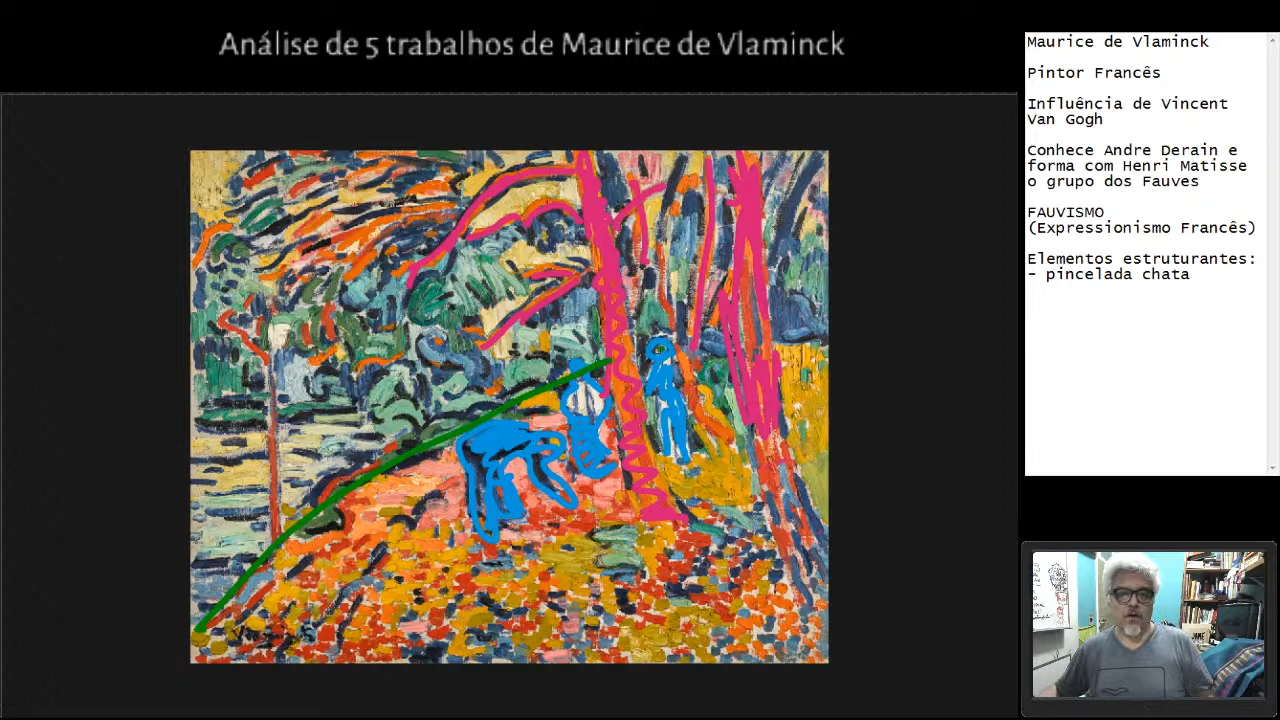 Análise de 5 trabalhos de Maurice de Vlaminck
Maurice de Vlaminck
Pintor Francês
Influência de Vincent
Van Gogh
Conhece Andre Derain e
forma com Henri Matisse
o grupo dos Fauves
FAUVISMO
(Expressionismo Francês)
Elementos estruturantes:
- pincelada chata